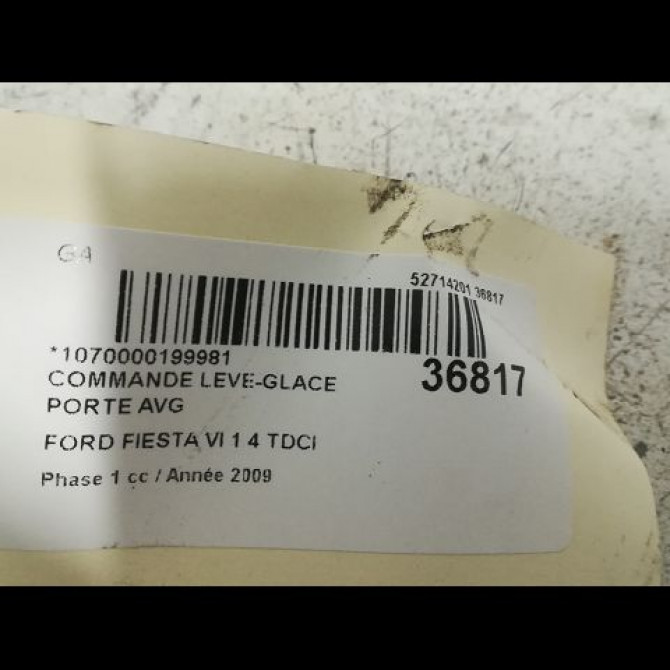 G4
52714201 36817
*1070000199981
36817
COMMANDE LEVE-GLACE
PORTE AVG
FORD FIESTA VI 1 4 TDCI
Phase 1 cc / Année 2009